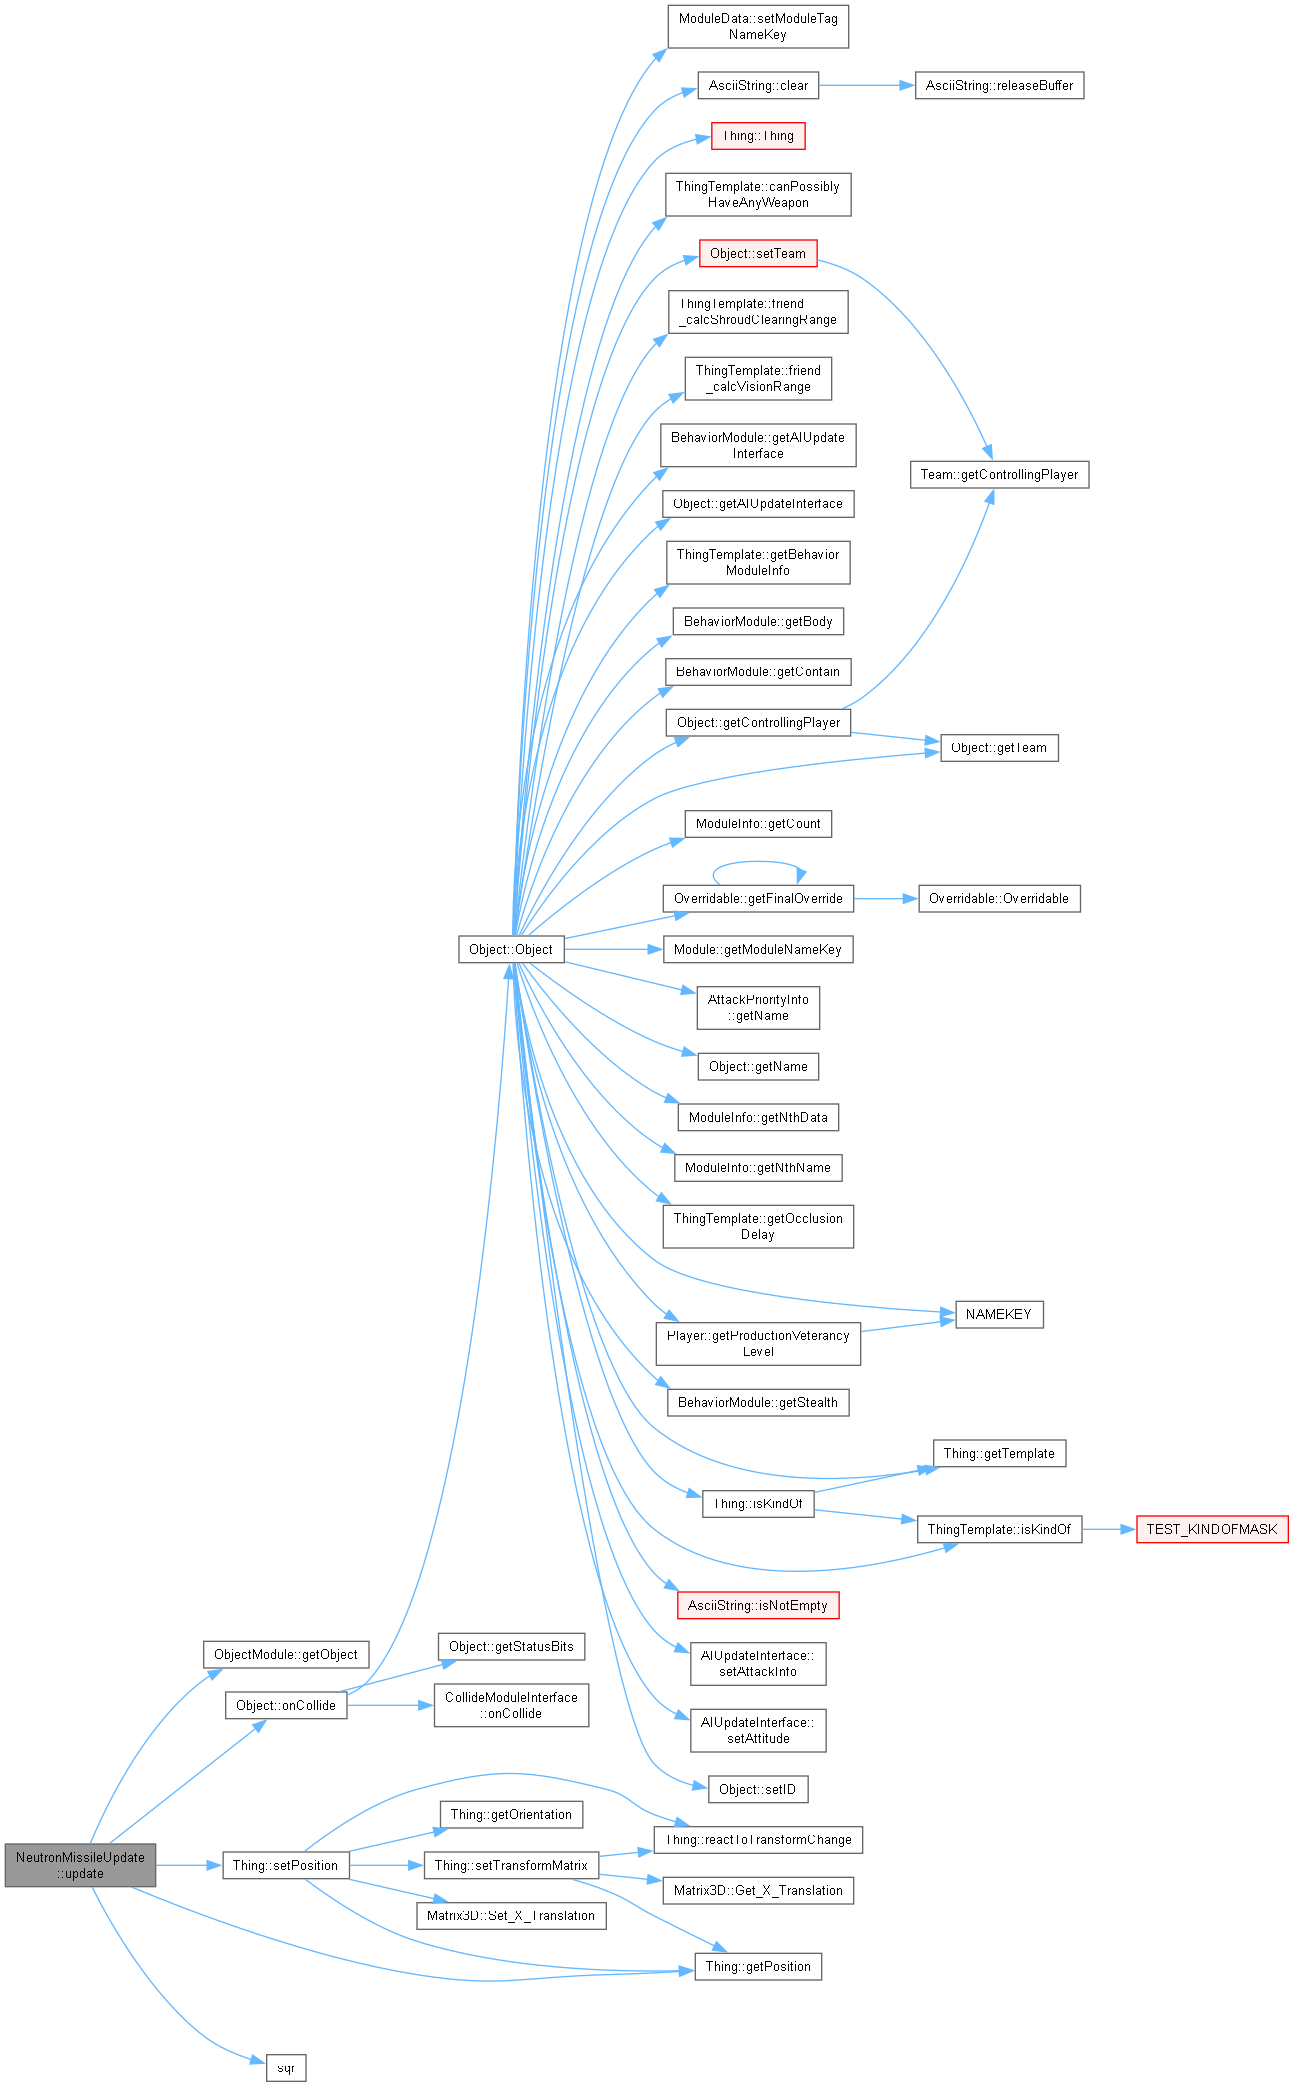 ModuleData::setModuleTag
NameKey
AsciiString::clear
AsciiString::releaseBuffer
Thing::Thing
ThingTemplate::canPossibly
HaveAnyWeapon
Object::setTeam
ThingTemplate::friend
_calcShroudClearingRange
ThingTemplate::friend
_calcVisionRange
BehaviorModule::getAIUpdate
Interface
Team::getControllingPlayer
Object::getAIUpdateInterface
ThingTemplate::getBehavior
ModuleInfo
BehaviorModule::getBody
BehaviorModule::getContain
Object::getControllingPlayer
Object::getTeam
ModuleInfo::getCount
Overridable::getFinalOverride
Overridable::Overridable
Object::Object
Module::getModuleNameKey
AttackPriorityInfo
::getName
Object::getName
ModuleInfo::getNthData
ModuleInfo::getNthName
ThingTemplate::getOcclusion
Delay
NAMEKEY
Player::getProductionVeterancy
Level
BehaviorModule::getStealth
Thing::getTemplate
Thing::isKindOf
ThingTemplate::isKindOf
TEST_KINDOFMASK
AsciiString::isNotEmpty
ObjectModule::getObject
Object::getStatusBits
AIUpdateInterface::
setAttackInfo
Object::onCollide
CollideModuleInterface
::onCollide
AIUpdateInterface::
setAttitude
Object::setID
Thing::getOrientation
Thing::reactToTransformChange
NeutronMissileUpdate
::update
Thing::setPosition
Thing::setTransformMatrix
Matrix3D::Get_X_Translation
Matrix3D::Set_X_Translation
Thing::getPosition
sqr